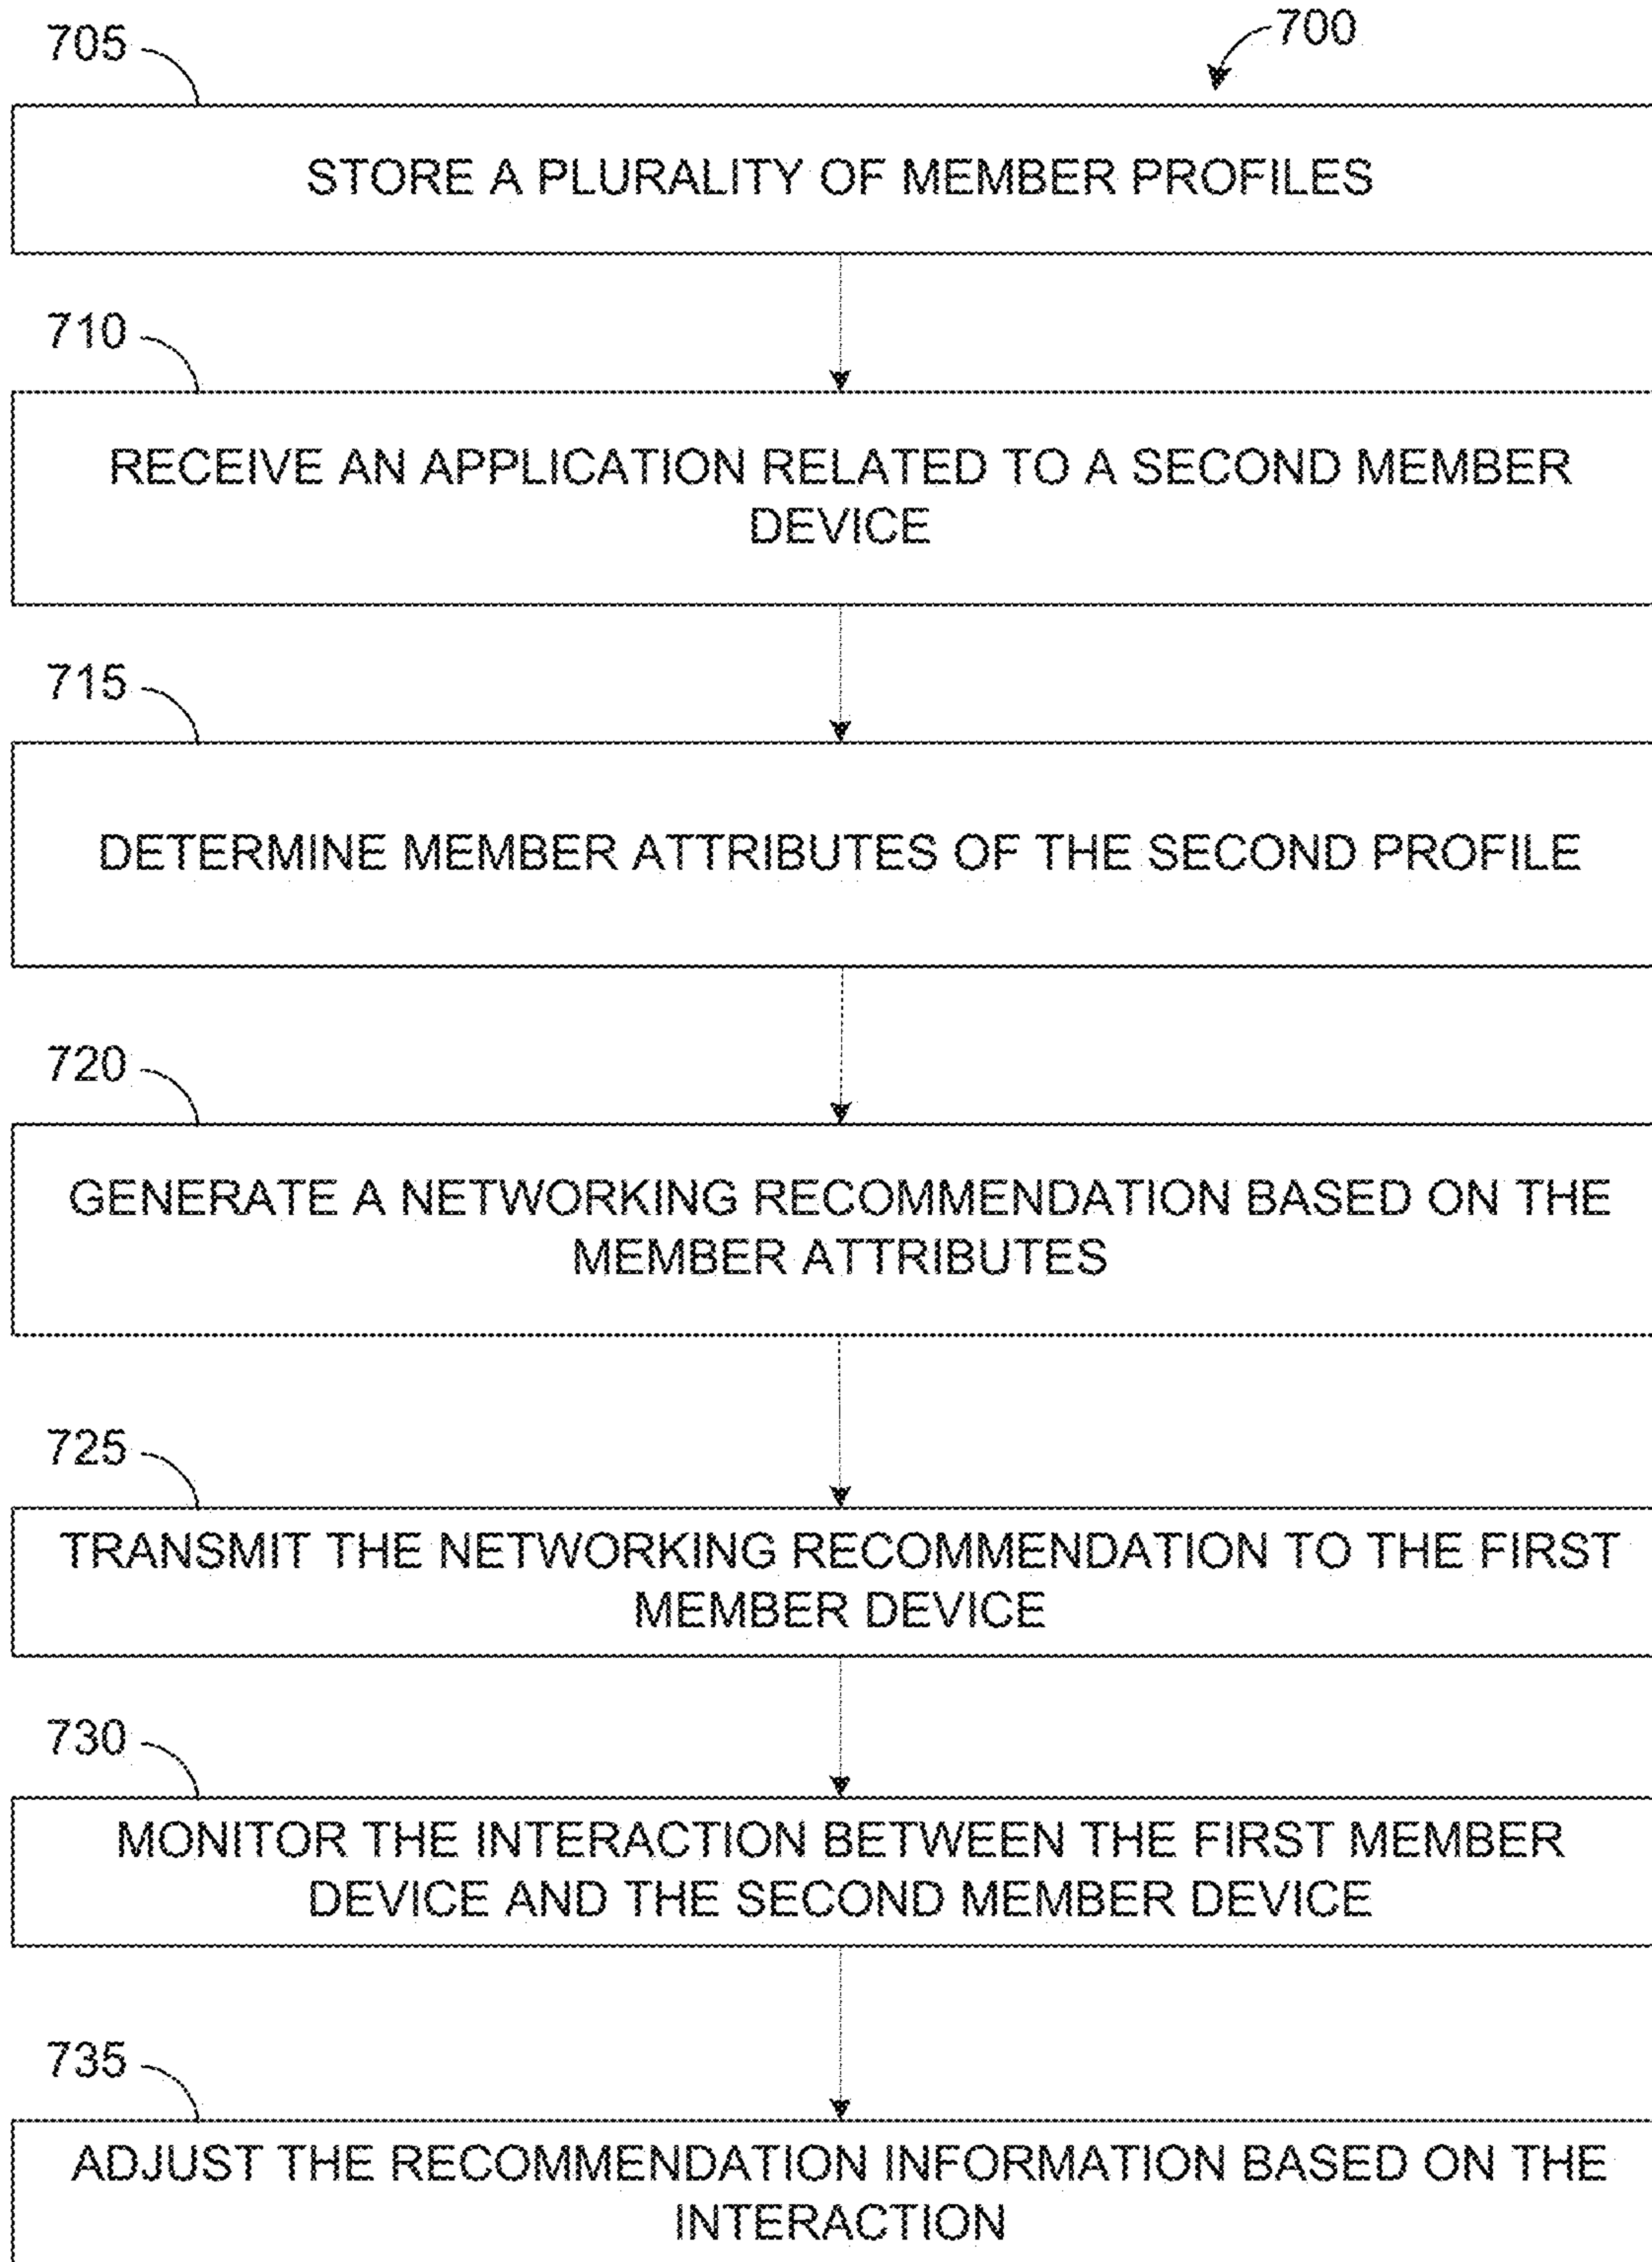 700
705
STORE A PLURALITY OF MEMBER PROFILES
710
RECEIVE AN APPLICATION RELATED TO A SECOND MEMBER
DEVICE
715
DETERMINE MEMBER ATTRIBUTES OF THE SECOND PROFILE
720
GENERATE A NETWORKING RECOMMENDATION BASED ON THE
MEMBER ATTRIBUTES
725
TRANSMIT THE NETWORKING RECOMMENDATION TO THE FIRST
MEMBER DEVICE
730
MONITOR THE INTERACTION BETWEEN THE FIRST MEMBER
DEVICE AND THE SECOND MEMBER DEVICE
735
ADJUST THE RECOMMENDATION INFORMATION BASED ON THE
INTERACTION